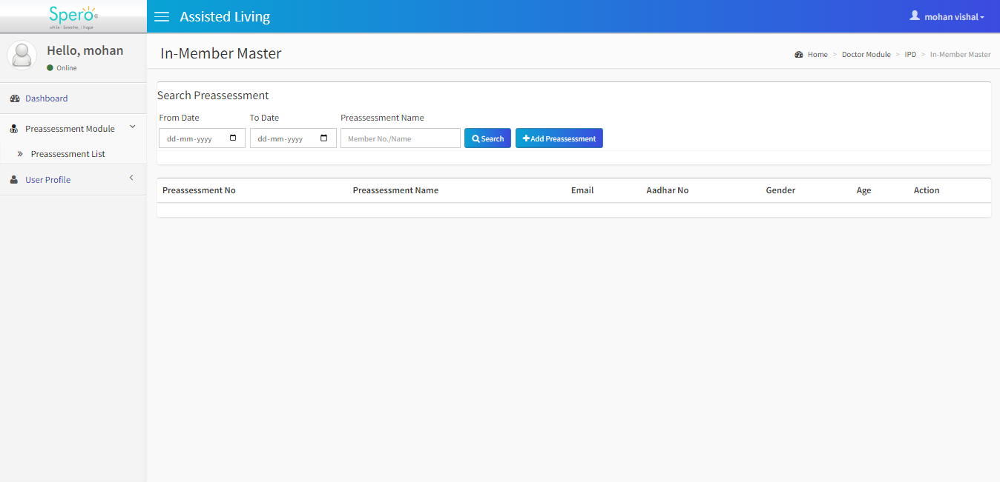 Spero
while i breathe, i hope
Assisted Living
mohan vishal
Hello, mohan
Online
Dashboard
Preassessment Module
Preassessment List
User Profile
In-Member Master
Home > Doctor Module > IPD > In-Member Master
Search Preassessment
From Date To Date Preassessment Name
dd-mm-yyyy dd-mm-yyyy Member No./Name Search Add Preassessment
Preassessment No Preassessment Name Email Aadhar No Gender Age Action